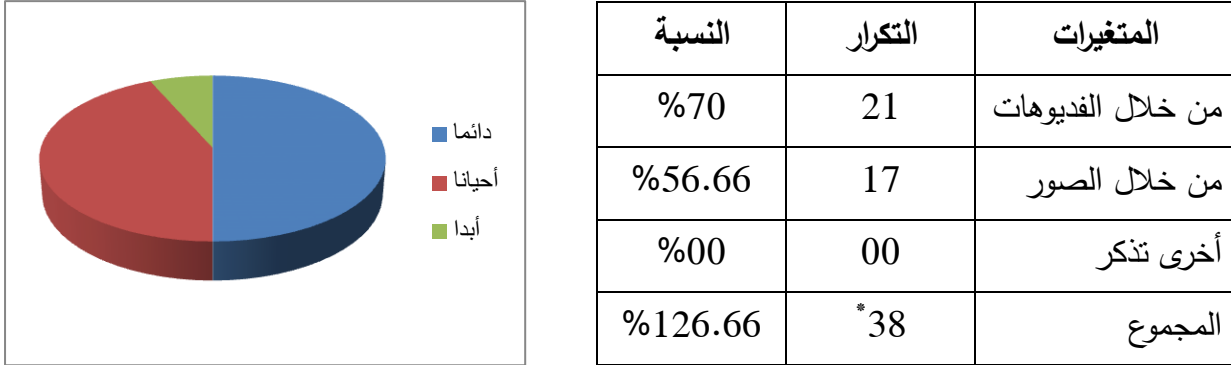 المتغيرات التكرار النسبة
من خلال الفديوهات 21 %70
من خلال الصور 17 %56.66
أخرى تذكر 00 %00
المجموع 38* %126.66
دائما
أحيانا
أبدا